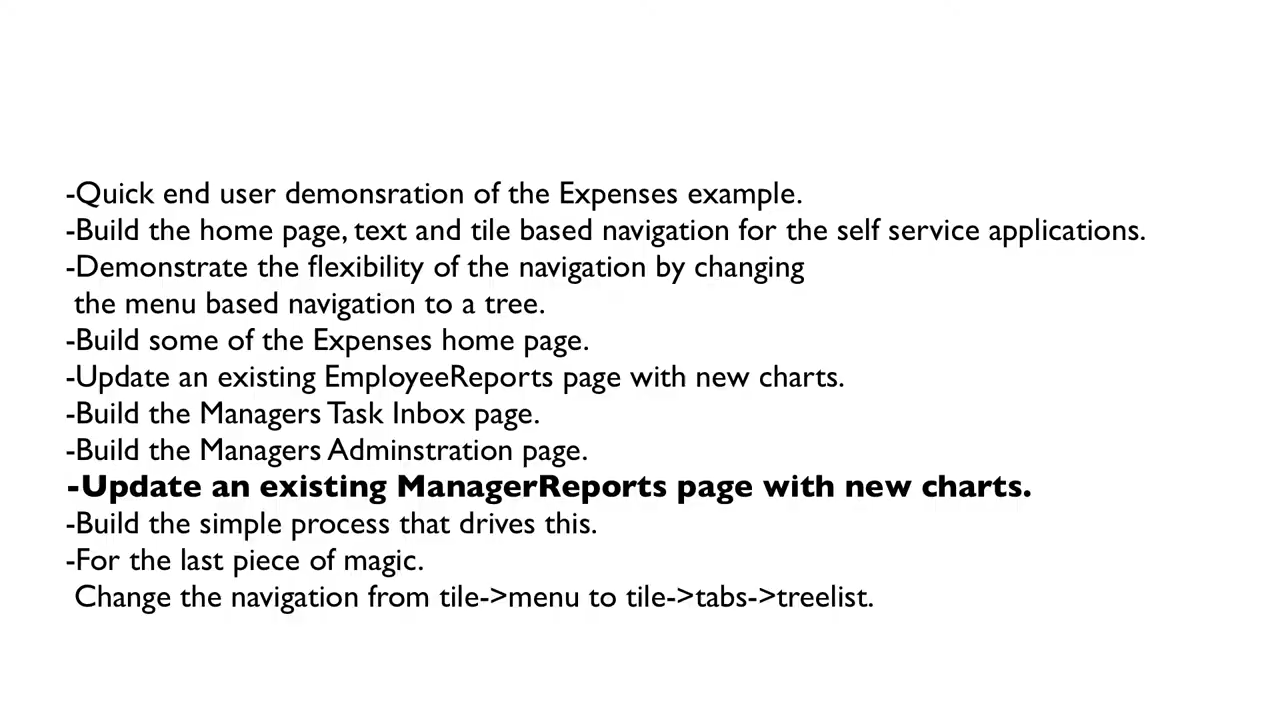 -Quick end user demonsration of the Expenses example.
-Build the home page, text and tile based navigation for the self service applications.
-Demonstrate the flexibility of the navigation by changing
the menu based navigation to a tree.
-Build some of the Expenses home page.
-Update an existing EmployeeReports page with new charts.
-Build the Managers Task Inbox page.
-Build the Managers Adminstration page.
-Update an existing ManagerReports page with new charts.
-Build the simple process that drives this.
-For the last piece of magic.
Change the navigation from tile->menu to tile->tabs->treelist.